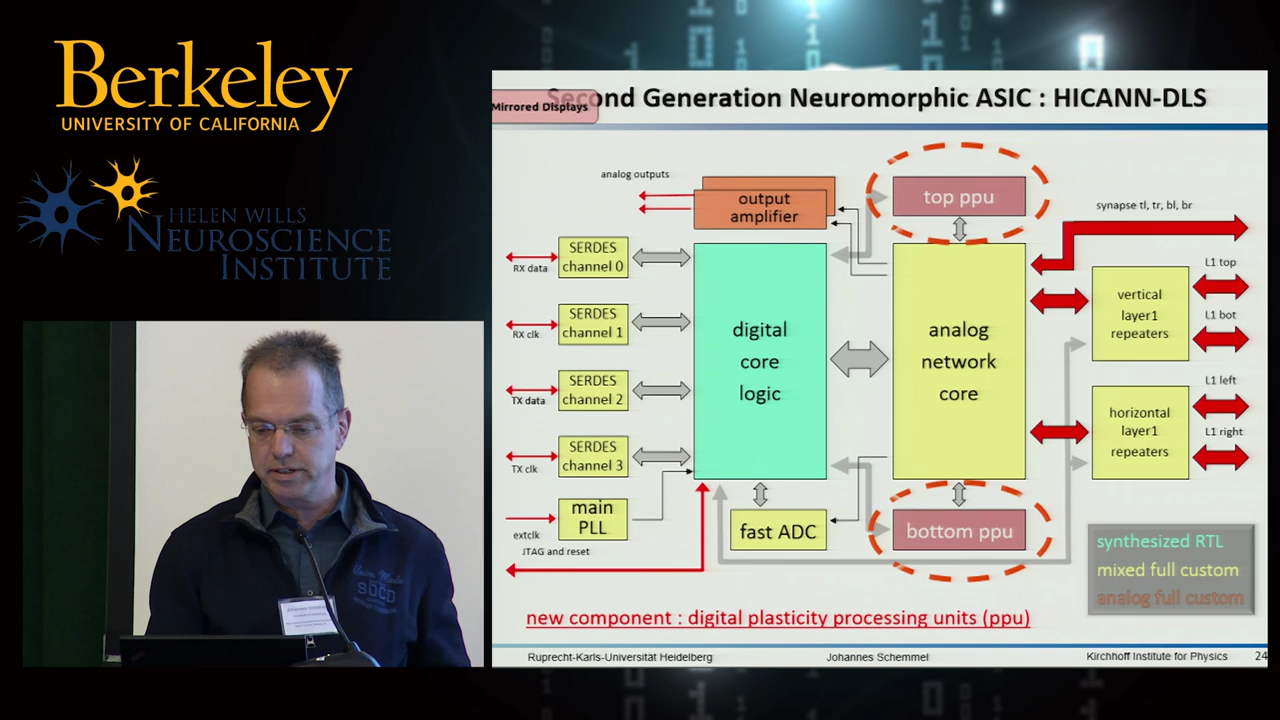 Berkeley
UNIVERSITY OF CALIFORNIA
HELEN WILLS
NEUROSCIENCE
INSTITUTE
Mirrored Displays
Second Generation Neuromorphic ASIC : HICANN-DLS
analog outputs
output
amplifier
top ppu
synapse tl, tr, bl, br
SERDES
channel 0
RX data
SERDES
channel 1
RX clk
SERDES
channel 2
TX data
SERDES
channel 3
TX clk
main
PLL
extclk
JTAG and reset
digital
core
logic
analog
network
core
fast ADC
bottom ppu
vertical
layer1
repeaters
L1 top
L1 bot
horizontal
layer1
repeaters
L1 left
L1 right
synthesized RTL
mixed full custom
analog full custom
new component : digital plasticity processing units (ppu)
Ruprecht-Karls-Universität Heidelberg
Johannes Schemmel
Kirchhoff Institute for Physics
24
SDCD